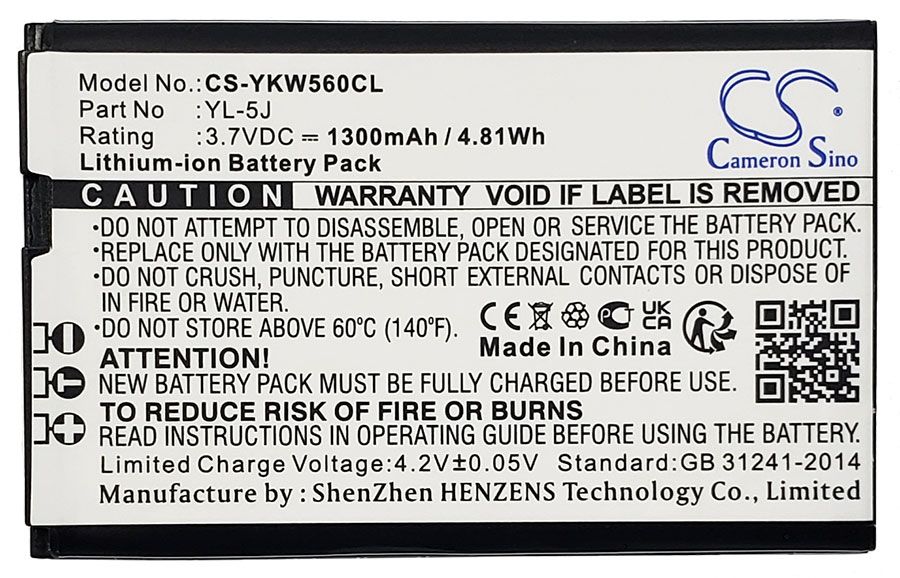 Model No.: CS-YKW560CL
Part No : YL-5J
Rating : 3.7VDC ⎓ 1300mAh / 4.81Wh
Lithium-ion Battery Pack
CS
Cameron Sino
CAUTION WARRANTY VOID IF LABEL IS REMOVED
•DO NOT ATTEMPT TO DISASSEMBLE, OPEN OR SERVICE THE BATTERY PACK.
•REPLACE ONLY WITH THE BATTERY PACK DESIGNATED FOR THIS PRODUCT.
•DO NOT CRUSH, PUNCTURE, SHORT EXTERNAL CONTACTS OR DISPOSE OF
IN FIRE OR WATER.
•DO NOT STORE ABOVE 60°C (140°F).
CE PCT UKCA
Made In China
ATTENTION!
NEW BATTERY PACK MUST BE FULLY CHARGED BEFORE USE.
TO REDUCE RISK OF FIRE OR BURNS
READ INSTRUCTIONS IN OPERATING GUIDE BEFORE USING THE BATTERY.
Limited Charge Voltage:4.2V±0.05V Standard:GB 31241-2014
Manufacture by : ShenZhen HENZENS Technology Co., Limited